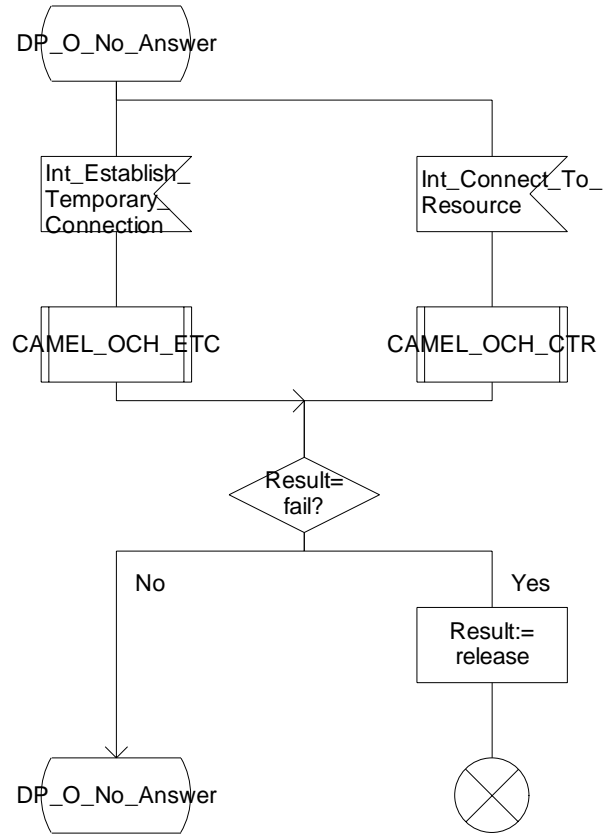 DP_O_No_Answer
Int_Establish_
Temporary_
Connection
Int_Connect_To_
Resource
CAMEL_OCH_ETC
CAMEL_OCH_CTR
Result=
fail?
No
Yes
Result:=
release
DP_O_No_Answer